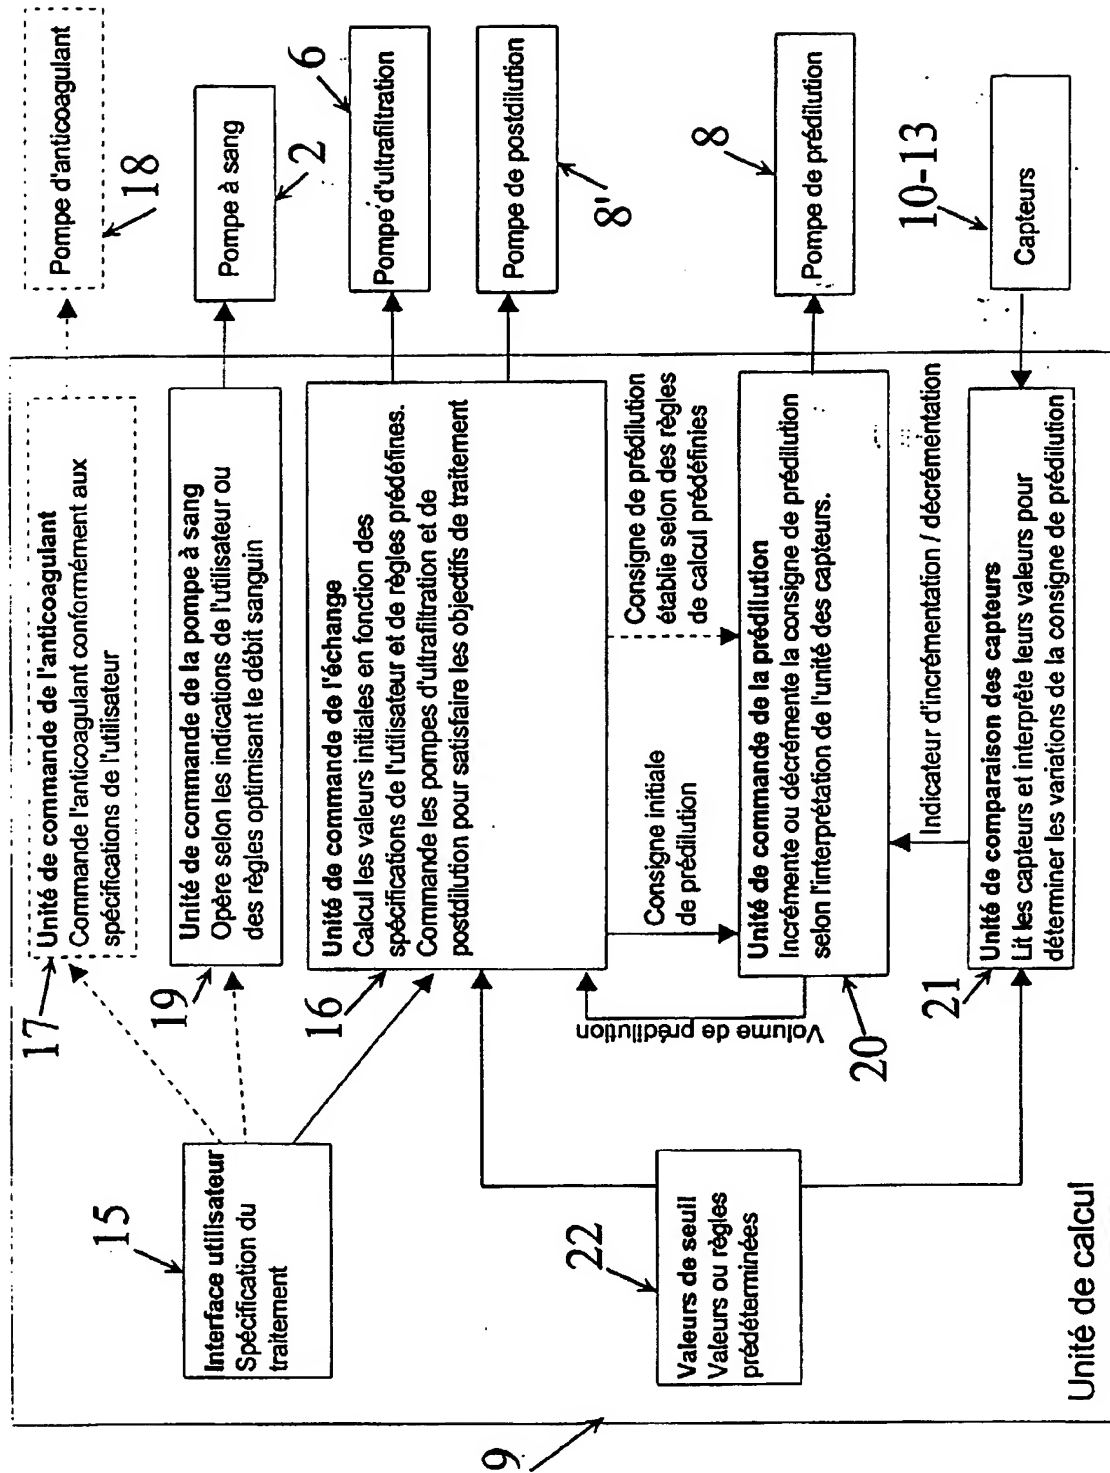 15
Interface utilisateur
Spécification du
traitement
17
Unité de commande de l'anticoagulant
Commande l'anticoagulant conformément aux
spécifications de l'utilisateur
Pompe d'anticoagulant
18
19
Unité de commande de la pompe à sang
Opère selon les indications de l'utilisateur ou
des règles optimisant le débit sanguin
Pompe à sang
2
16
Unité de commande de l'échange
Calcul les valeurs initiales en fonction des
spécifications de l'utilisateur et de règles prédéfines.
Commande les pompes d'ultrafiltration et de
postdilution pour satisfaire les objectifs de traitement
Pompe d'ultrafiltration
6
Pompe de postdilution
8'
Volume de prédilution
Consigne initiale
de prédilution
Consigne de prédilution
établie selon des règles
de calcul prédéfinies
20
Unité de commande de la prédilution
Incrémente ou décrémente la consigne de prédilution
selon l'interprétation de l'unité des capteurs.
Pompe de prédilution
8
Indicateur d'incrémentation / décrémentation
22
Valeurs de seuil
Valeurs ou règles
prédéterminées
21
Unité de comparaison des capteurs
Lit les capteurs et interprète leurs valeurs pour
déterminer les variations de la consigne de prédilution
Capteurs
10-13
9
Unité de calcul